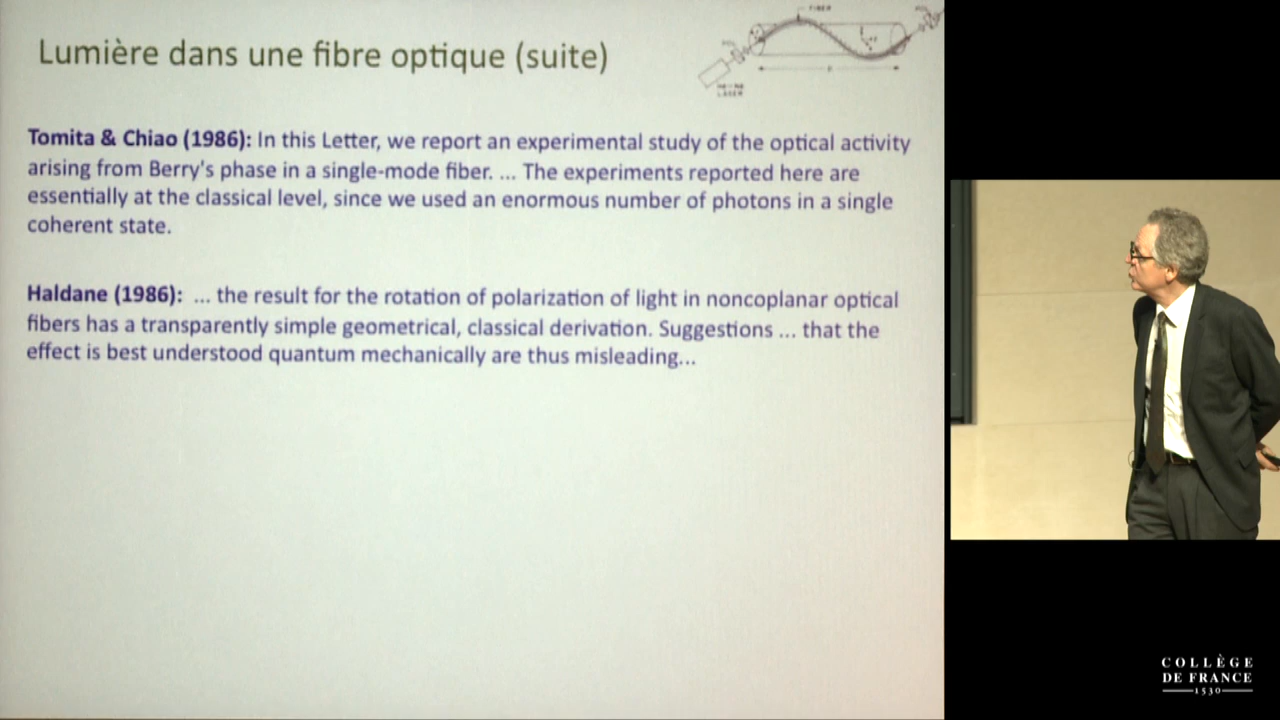 Lumière dans une fibre optique (suite)
FIBER
HE-NE
LASER
Tomita & Chiao (1986): In this Letter, we report an experimental study of the optical activity
arising from Berry's phase in a single-mode fiber. ... The experiments reported here are
essentially at the classical level, since we used an enormous number of photons in a single
coherent state.
Haldane (1986): ... the result for the rotation of polarization of light in noncoplanar optical
fibers has a transparently simple geometrical, classical derivation. Suggestions ... that the
effect is best understood quantum mechanically are thus misleading...
COLLÈGE
DE FRANCE
1530